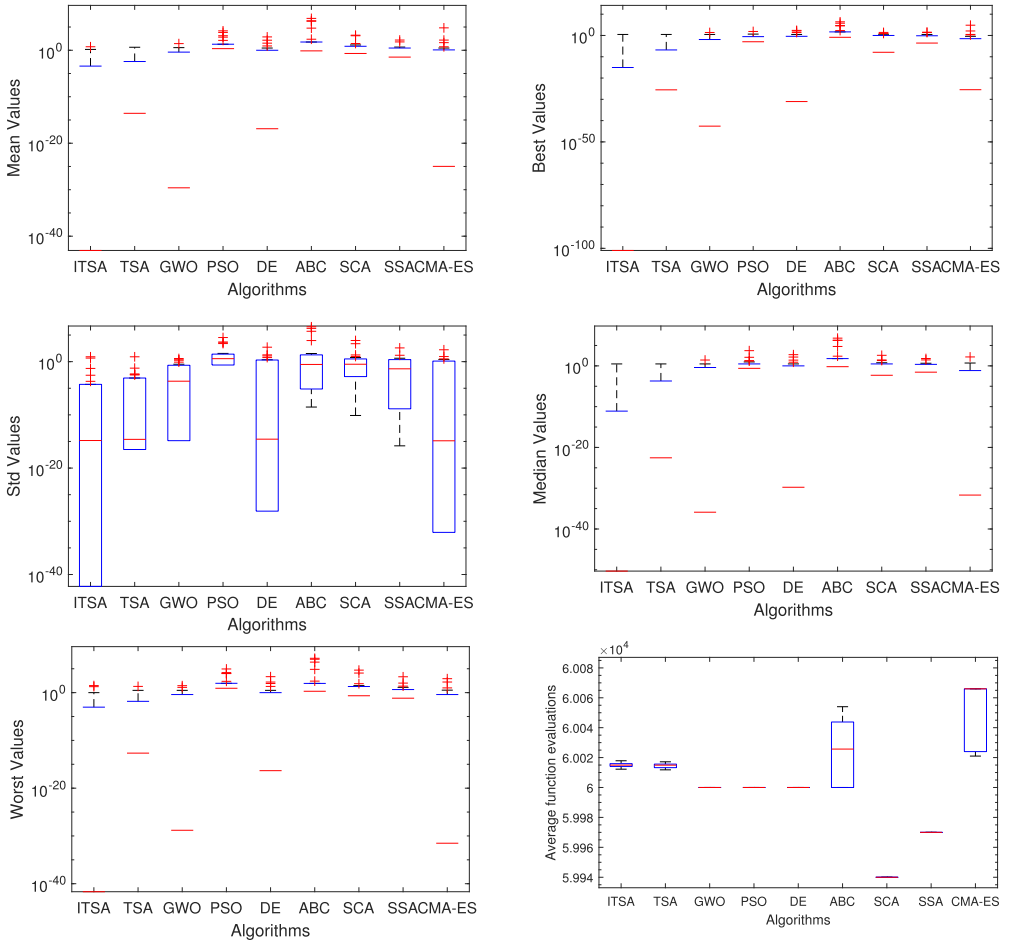 Mean Values
10^0
10^-20
10^-40
ITSA TSA GWO PSO DE ABC SCA SSACMA-ES
Algorithms
Best Values
10^0
10^-50
10^-100
ITSA TSA GWO PSO DE ABC SCA SSACMA-ES
Algorithms
Std Values
10^0
10^-20
10^-40
ITSA TSA GWO PSO DE ABC SCA SSACMA-ES
Algorithms
Median Values
10^0
10^-20
10^-40
ITSA TSA GWO PSO DE ABC SCA SSACMA-ES
Algorithms
Worst Values
10^0
10^-20
10^-40
ITSA TSA GWO PSO DE ABC SCA SSACMA-ES
Algorithms
Average function evaluations
×10^4
6.008
6.006
6.004
6.002
6
5.998
5.996
5.994
ITSA TSA GWO PSO DE ABC SCA SSA CMA-ES
Algorithms